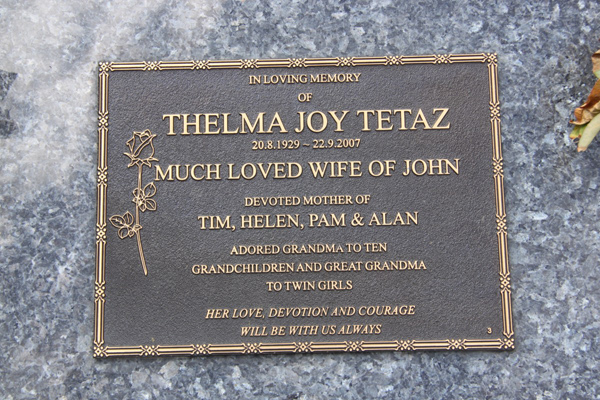 IN LOVING MEMORY
OF
THELMA JOY TETAZ
20.8.1929 ~ 22.9.2007
MUCH LOVED WIFE OF JOHN
DEVOTED MOTHER OF
TIM, HELEN, PAM & ALAN
ADORED GRANDMA TO TEN
GRANDCHILDREN AND GREAT GRANDMA
TO TWIN GIRLS
HER LOVE, DEVOTION AND COURAGE
WILL BE WITH US ALWAYS
3